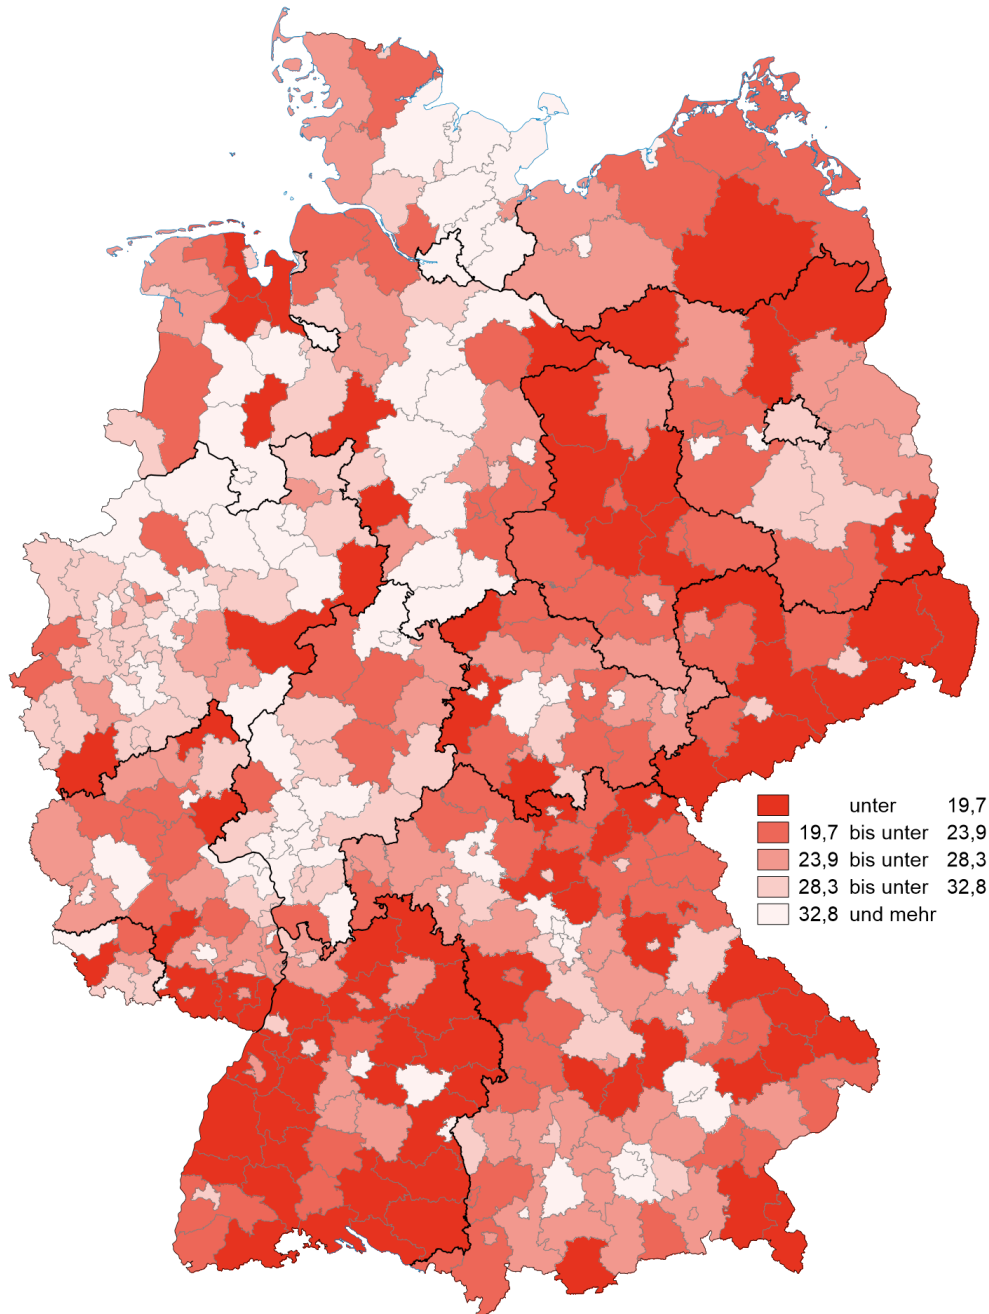 unter 19,7
19,7 bis unter 23,9
23,9 bis unter 28,3
28,3 bis unter 32,8
32,8 und mehr